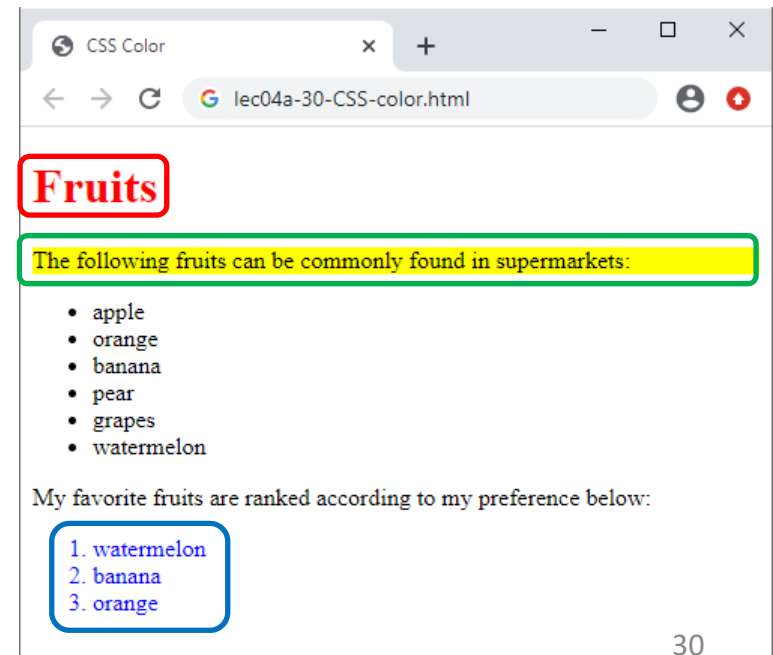 CSS Color
lec04a-30-CSS-color.html
Fruits
The following fruits can be commonly found in supermarkets:
• apple
• orange
• banana
• pear
• grapes
• watermelon
My favorite fruits are ranked according to my preference below:
1. watermelon
2. banana
3. orange
30